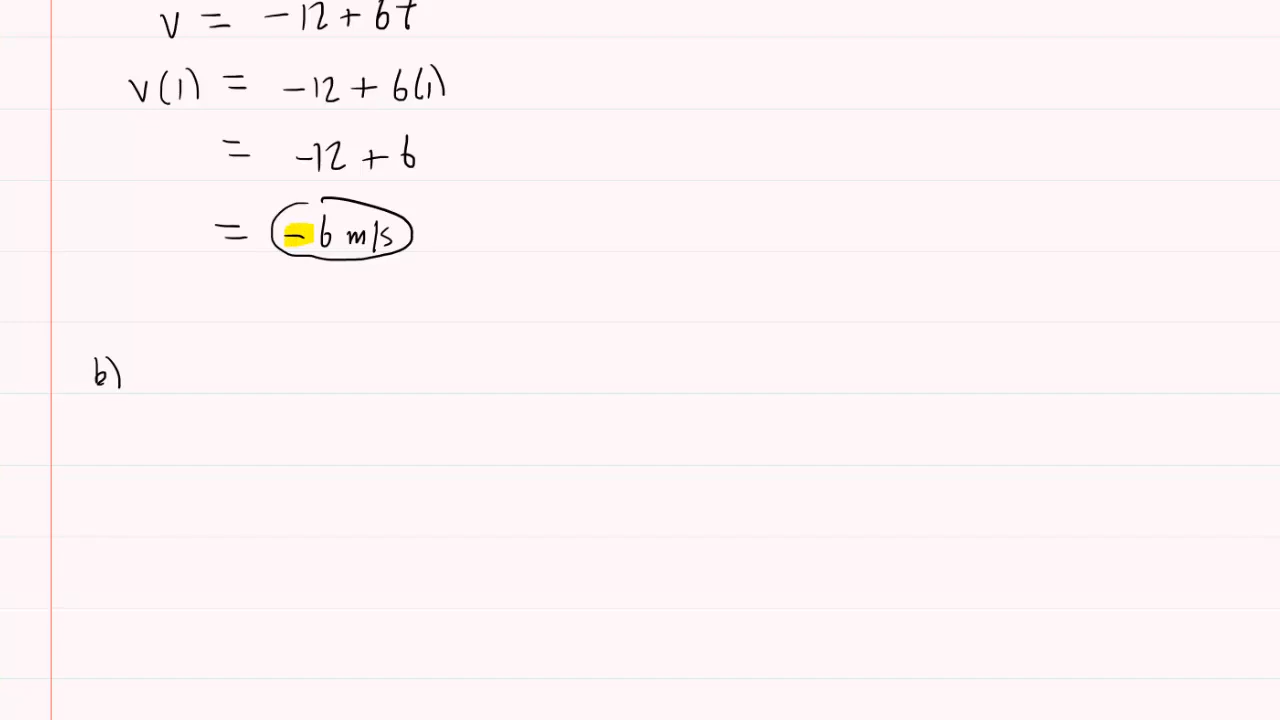 v = -12 + 6t
v(1) = -12 + 6(1)
= -12 + 6
= -6 m/s
b)